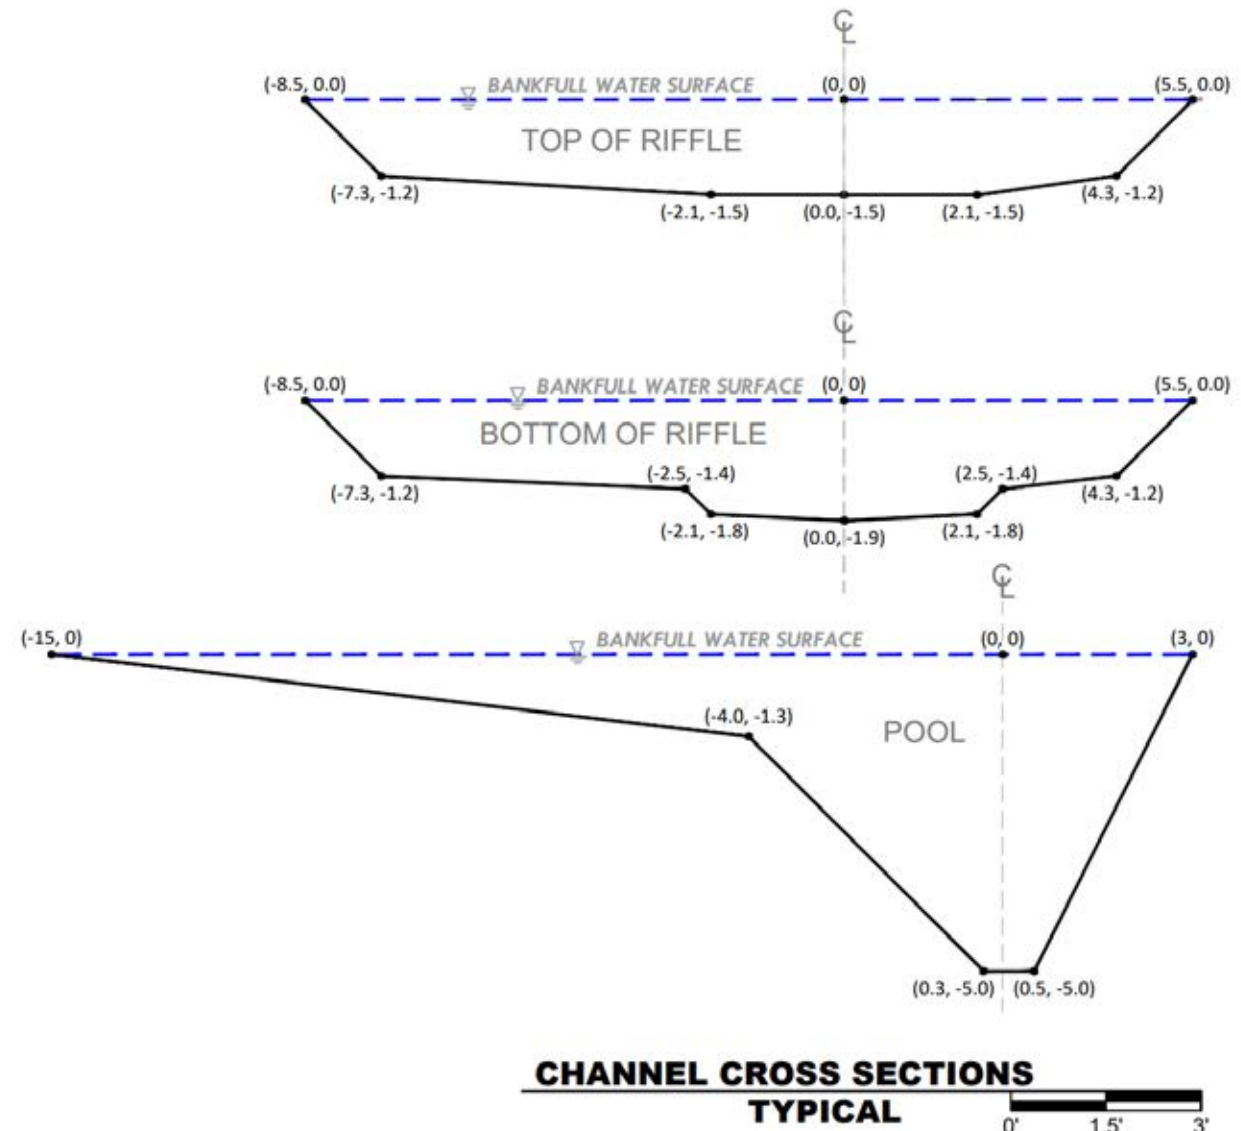 ℄
(-8.5, 0.0) BANKFULL WATER SURFACE (0,0) (5.5, 0.0)
TOP OF RIFFLE
(-7.3, -1.2) (-2.1, -1.5) (0.0, -1.5) (2.1, -1.5) (4.3, -1.2)
℄
(-8.5, 0.0) BANKFULL WATER SURFACE (0,0) (5.5, 0.0)
BOTTOM OF RIFFLE
(-2.5, -1.4) (2.5, -1.4)
(-7.3, -1.2) (-2.1, -1.8) (0.0, -1.9) (2.1, -1.8) (4.3, -1.2)
℄
(-15, 0) BANKFULL WATER SURFACE (0,0) (3, 0)
(-4.0, -1.3)
POOL
(0.3, -5.0) (0.5, -5.0)
CHANNEL CROSS SECTIONS
TYPICAL
0' 1.5' 3'